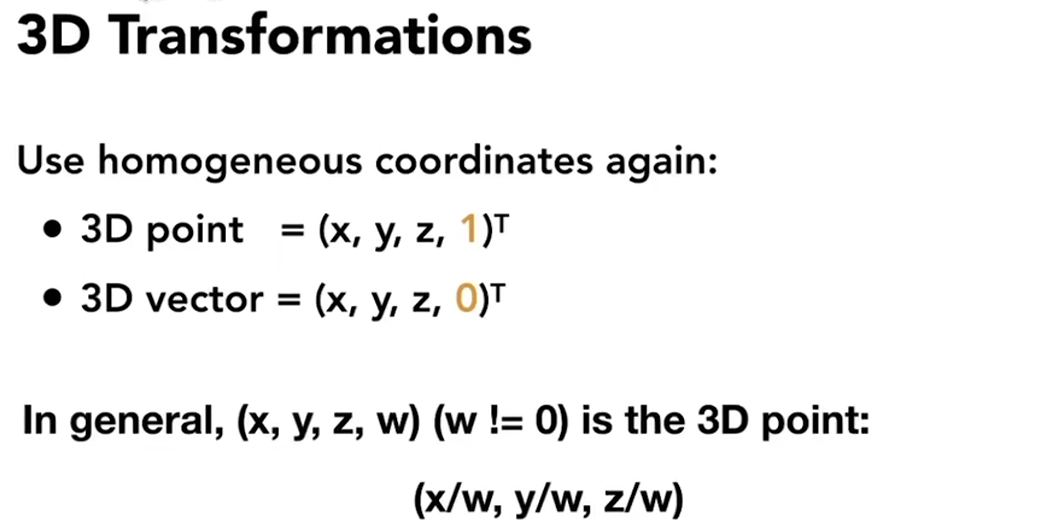 3D Transformations
Use homogeneous coordinates again:
• 3D point = (x, y, z, 1)ᵀ
• 3D vector = (x, y, z, 0)ᵀ
In general, (x, y, z, w) (w != 0) is the 3D point:
(x/w, y/w, z/w)